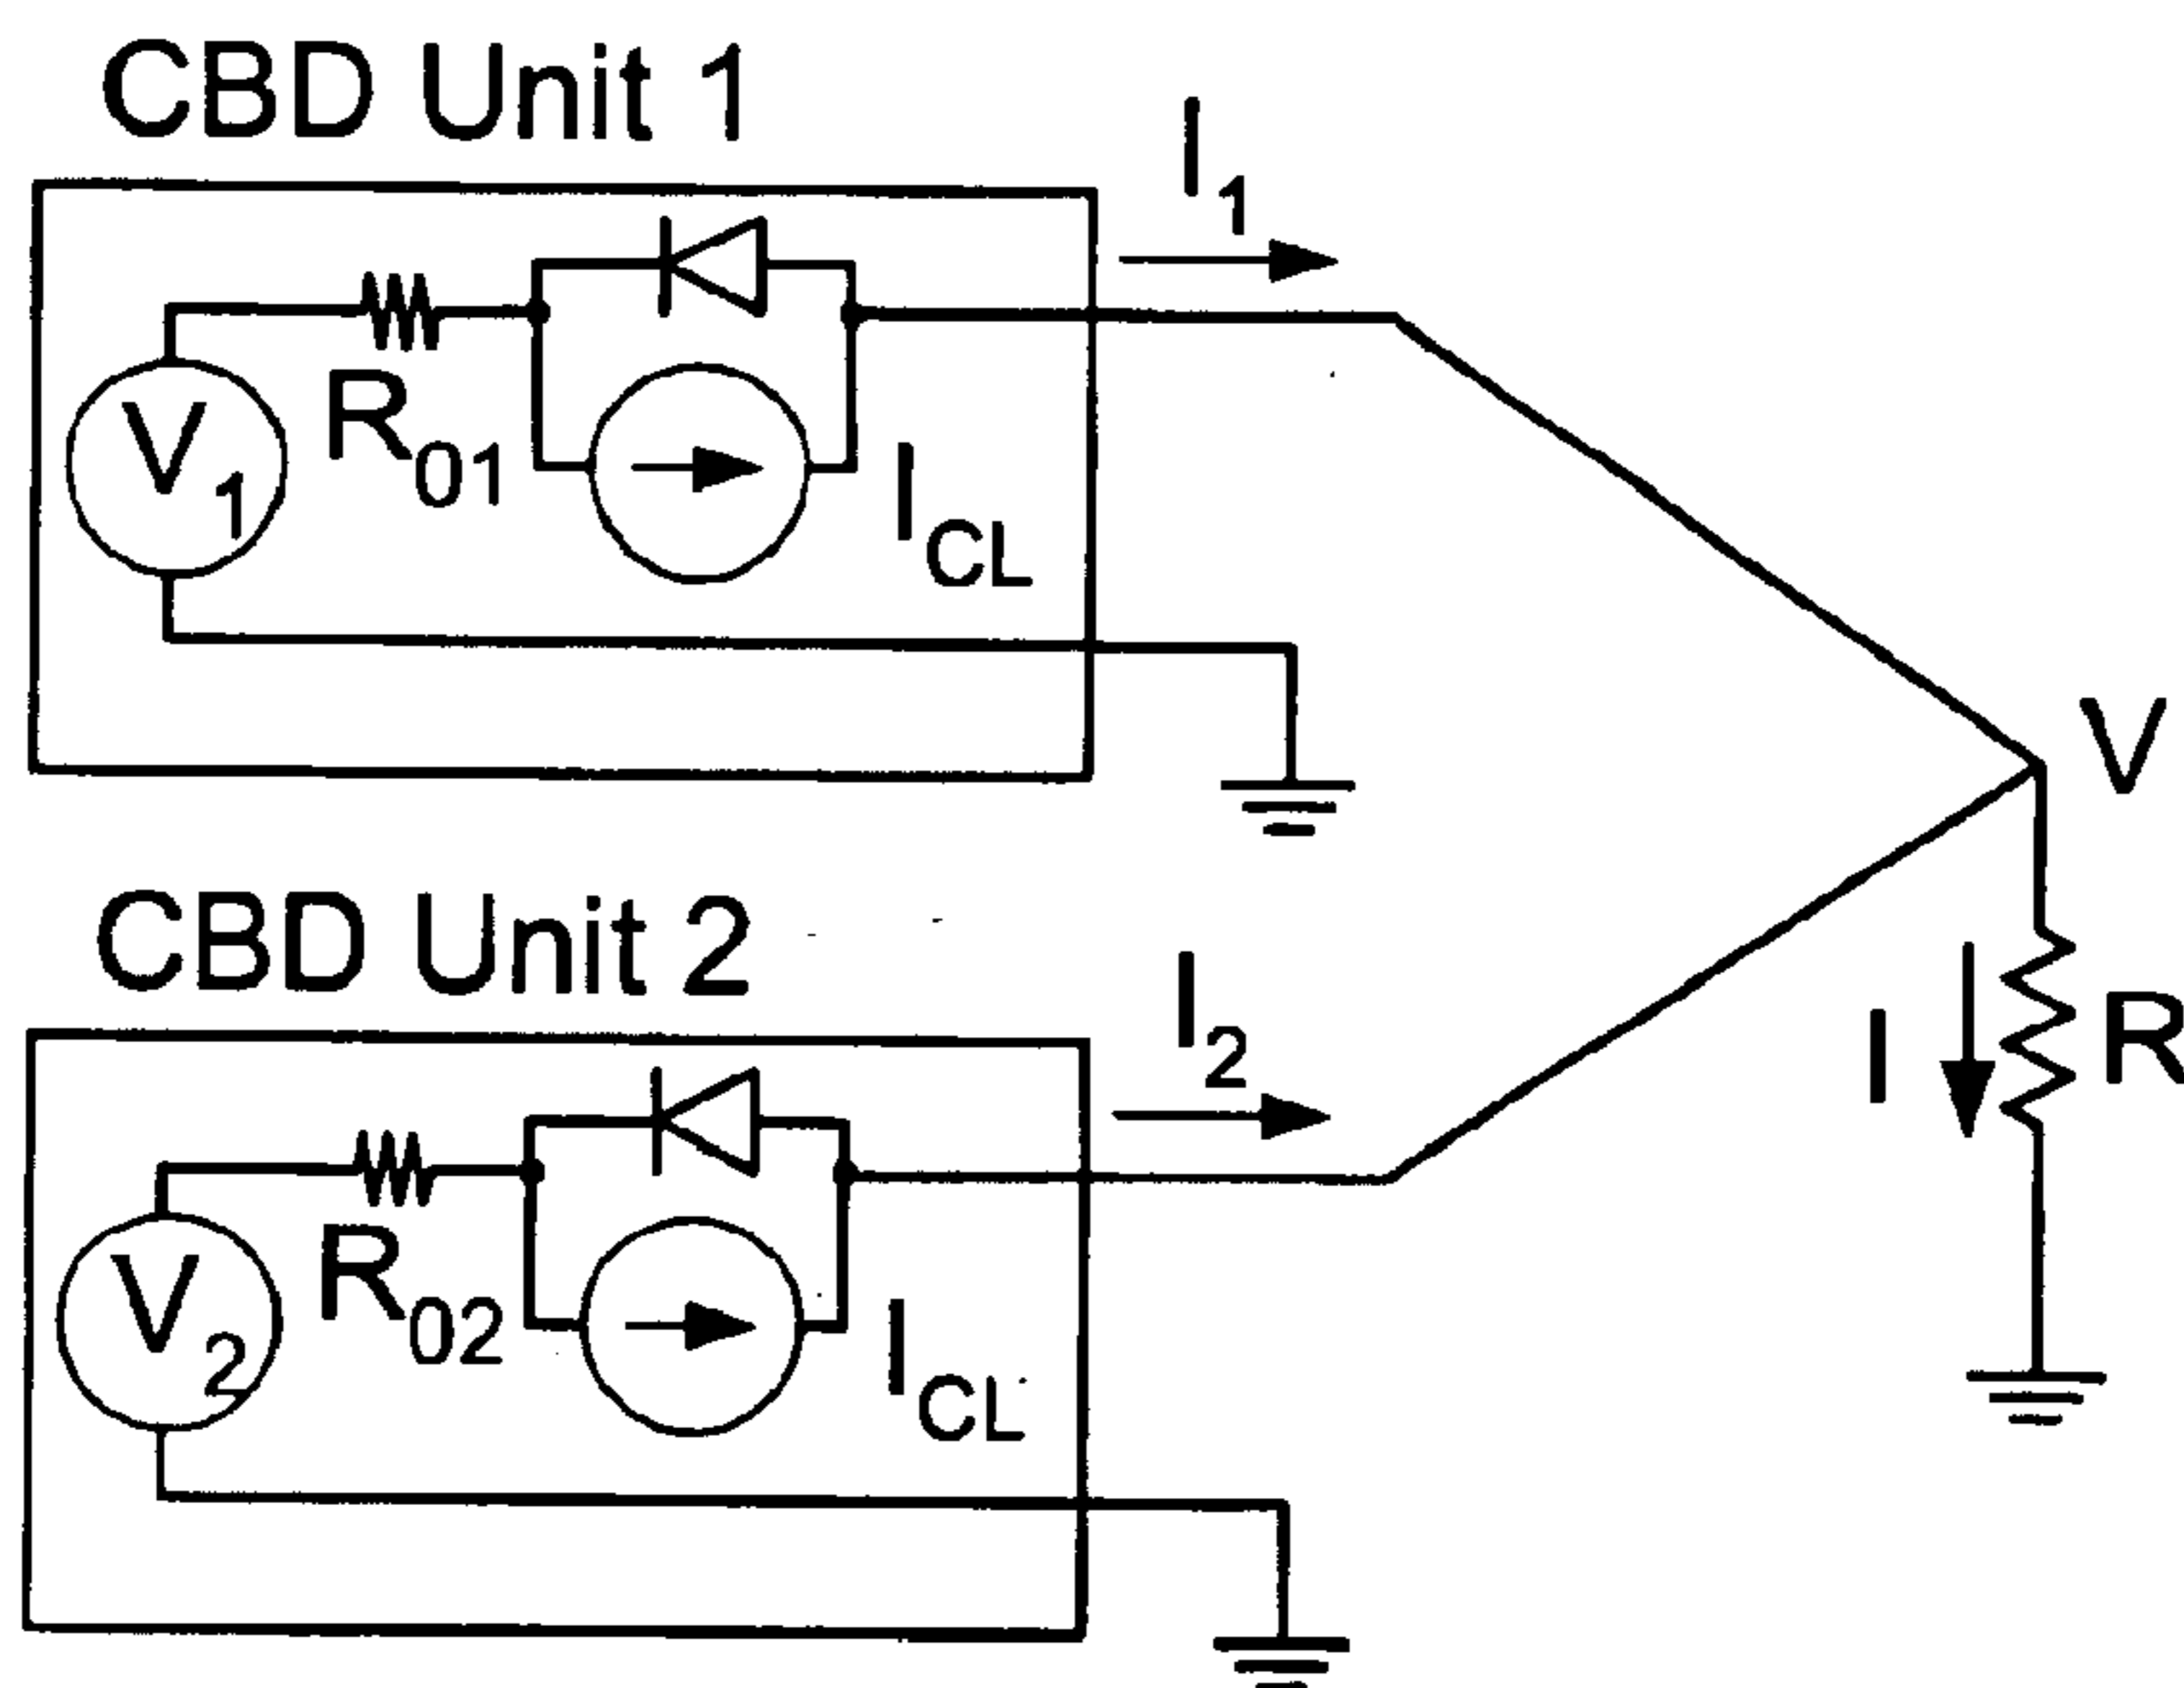 CBD Unit 1
I1
V1
R01
ICL
V
CBD Unit 2
I2
I
R
V2
R02
ICL